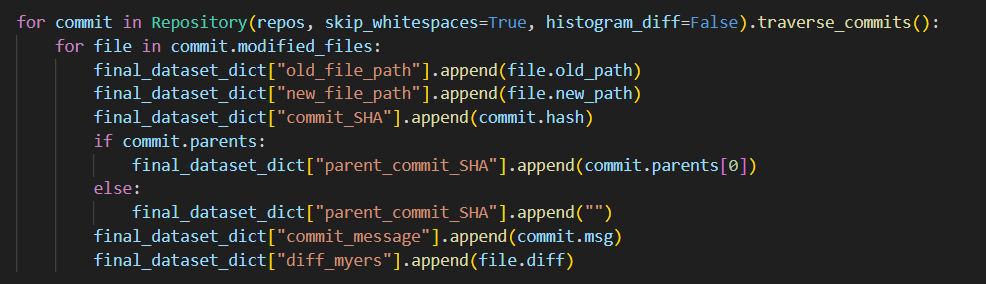 for commit in Repository(repos, skip_whitespaces=True, histogram_diff=False).traverse_commits():
    for file in commit.modified_files:
        final_dataset_dict["old_file_path"].append(file.old_path)
        final_dataset_dict["new_file_path"].append(file.new_path)
        final_dataset_dict["commit_SHA"].append(commit.hash)
        if commit.parents:
            final_dataset_dict["parent_commit_SHA"].append(commit.parents[0])
        else:
            final_dataset_dict["parent_commit_SHA"].append("")
        final_dataset_dict["commit_message"].append(commit.msg)
        final_dataset_dict["diff_myers"].append(file.diff)